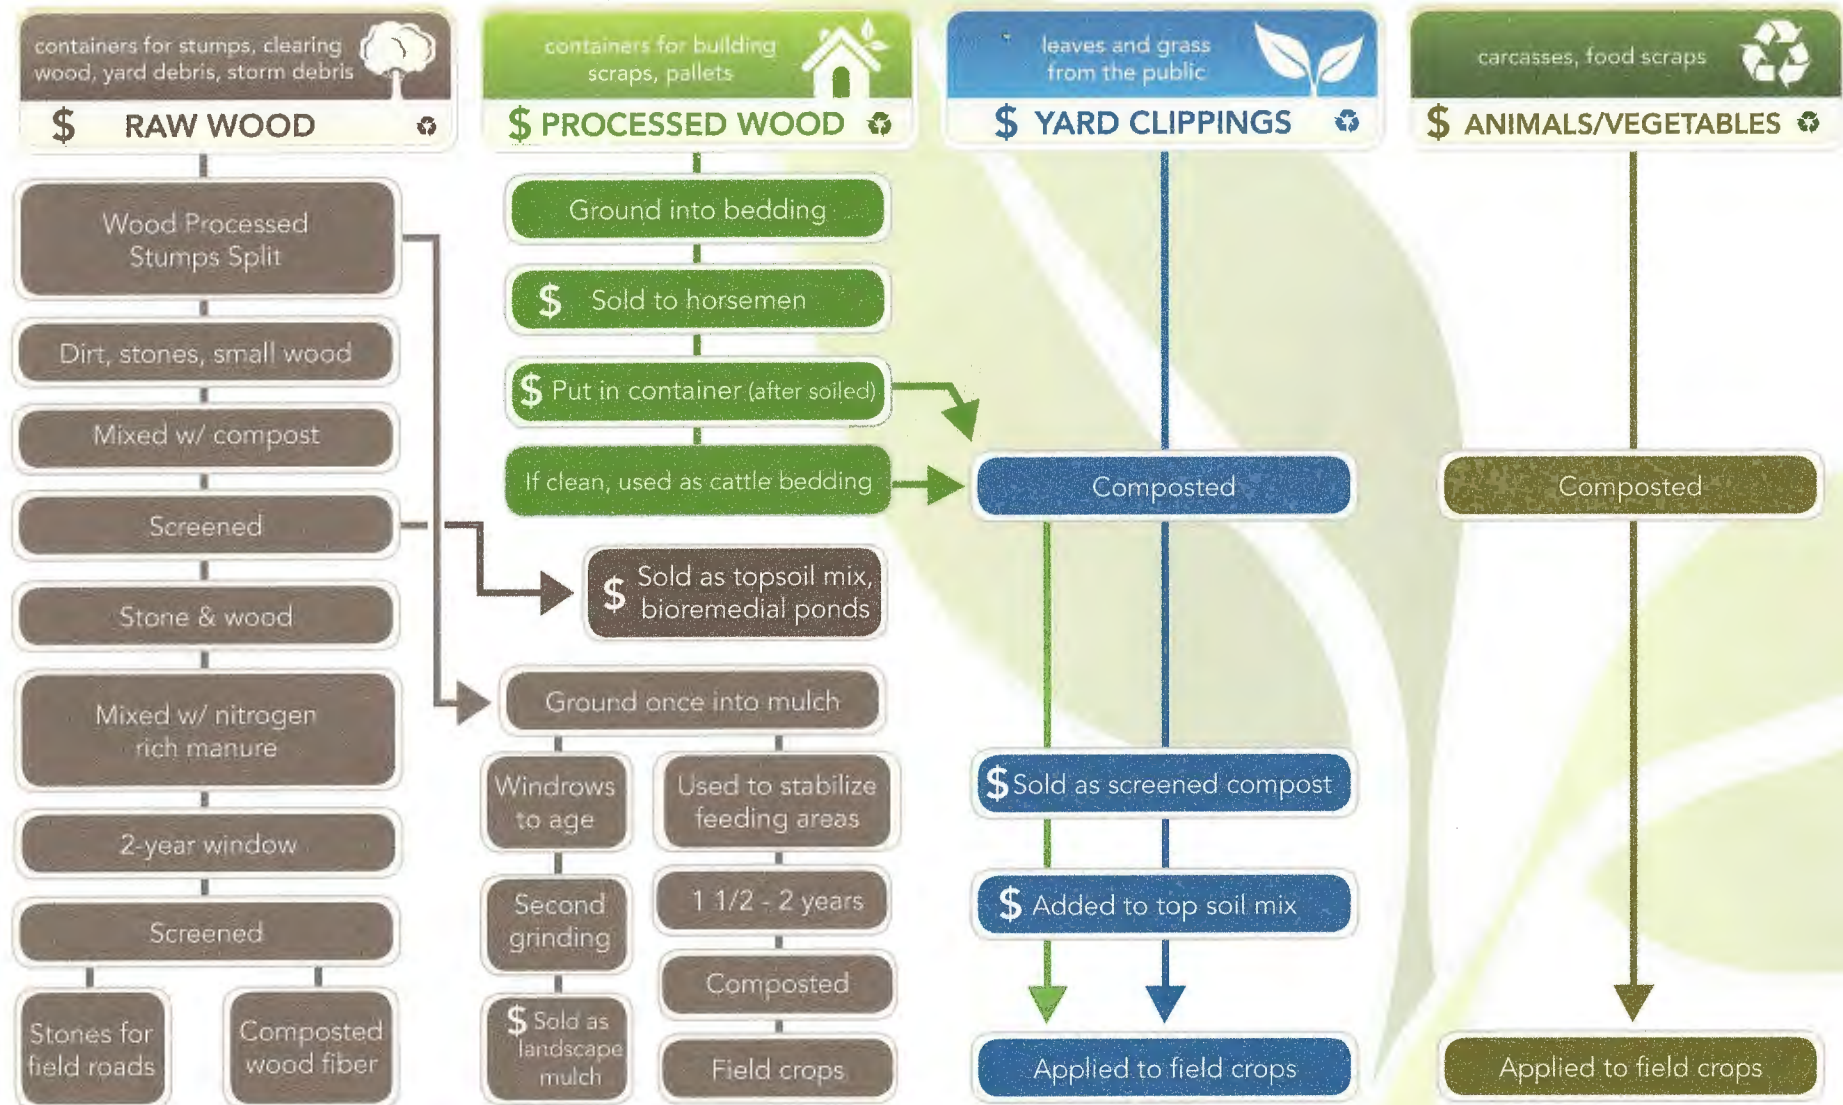 containers for stumps, clearing
wood, yard debris, storm debris
$ RAW WOOD
Wood Processed
Stumps Split
Dirt, stones, small wood
Mixed w/ compost
Screened
Stone & wood
Mixed w/ nitrogen
rich manure
2-year window
Screened
Stones for
field roads
Composted
wood fiber
containers for building
scraps, pallets
$ PROCESSED WOOD
Ground into bedding
$ Sold to horsemen
$ Put in container (after soiled)
If clean, used as cattle bedding
$ Sold as topsoil mix,
bioremedial ponds
Ground once into mulch
Windrows
to age
Second
grinding
$ Sold as
landscape
mulch
Used to stabilize
feeding areas
1 1/2 - 2 years
Composted
Field crops
leaves and grass
from the public
$ YARD CLIPPINGS
Composted
$ Sold as screened compost
$ Added to top soil mix
Applied to field crops
carcasses, food scraps
$ ANIMALS/VEGETABLES
Composted
Applied to field crops